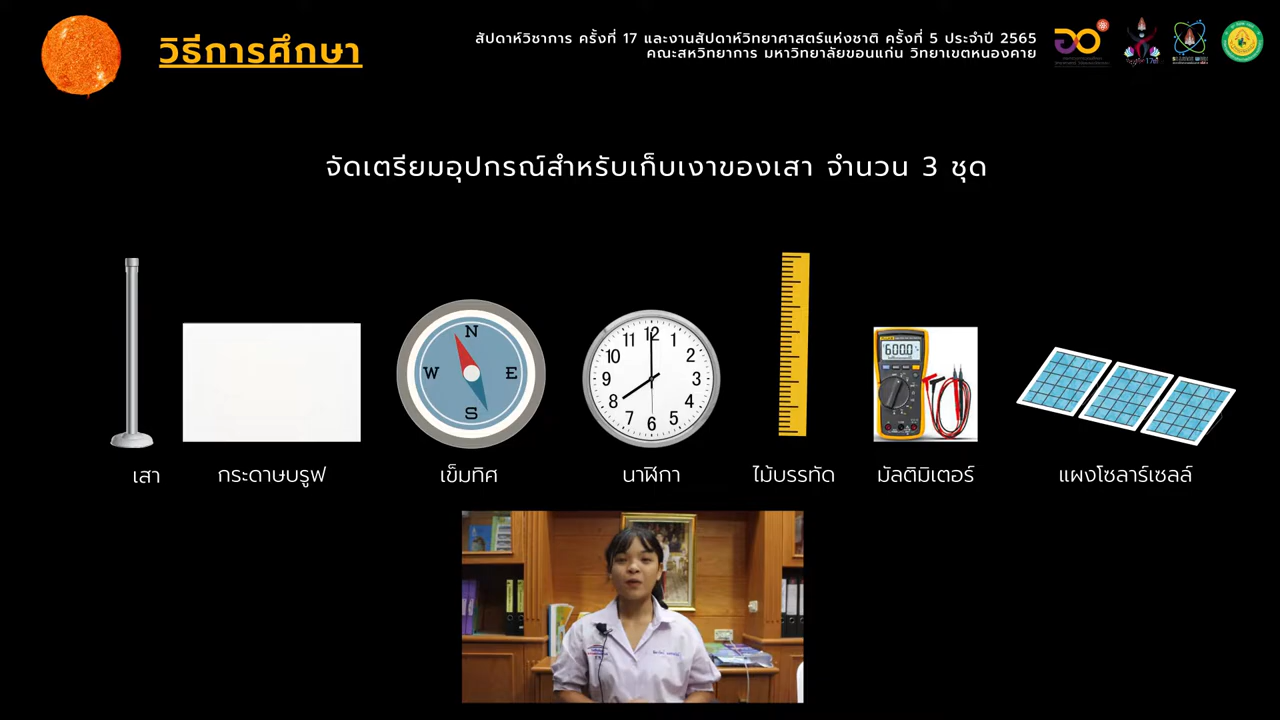 วิธีการศึกษา
สัปดาห์วิชาการ ครั้งที่ 17 และงานสัปดาห์วิทยาศาสตร์แห่งชาติ ครั้งที่ 5 ประจำปี 2565
คณะสหวิทยาการ มหาวิทยาลัยขอนแก่น วิทยาเขตหนองคาย
จัดเตรียมอุปกรณ์สำหรับเก็บเงาของเสา จำนวน 3 ชุด
N
W E
S
12
11 1
10 2
9 3
8 4
7 5
6
600.0
เสา กระดาษบรูฟ เข็มทิศ นาฬิกา ไม้บรรทัด มัลติมิเตอร์ แผงโซลาร์เซลล์